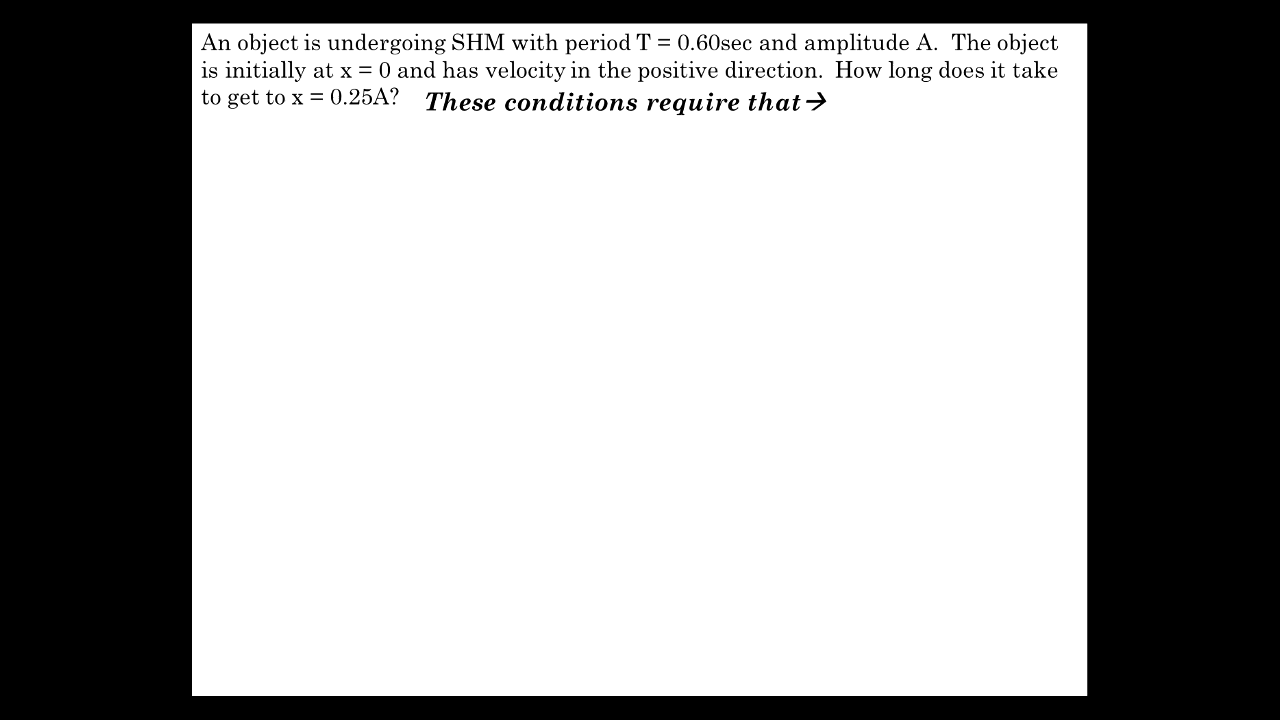 An object is undergoing SHM with period T = 0.60sec and amplitude A.  The object
is initially at x = 0 and has velocity in the positive direction.  How long does it take
to get to x = 0.25A? These conditions require that→